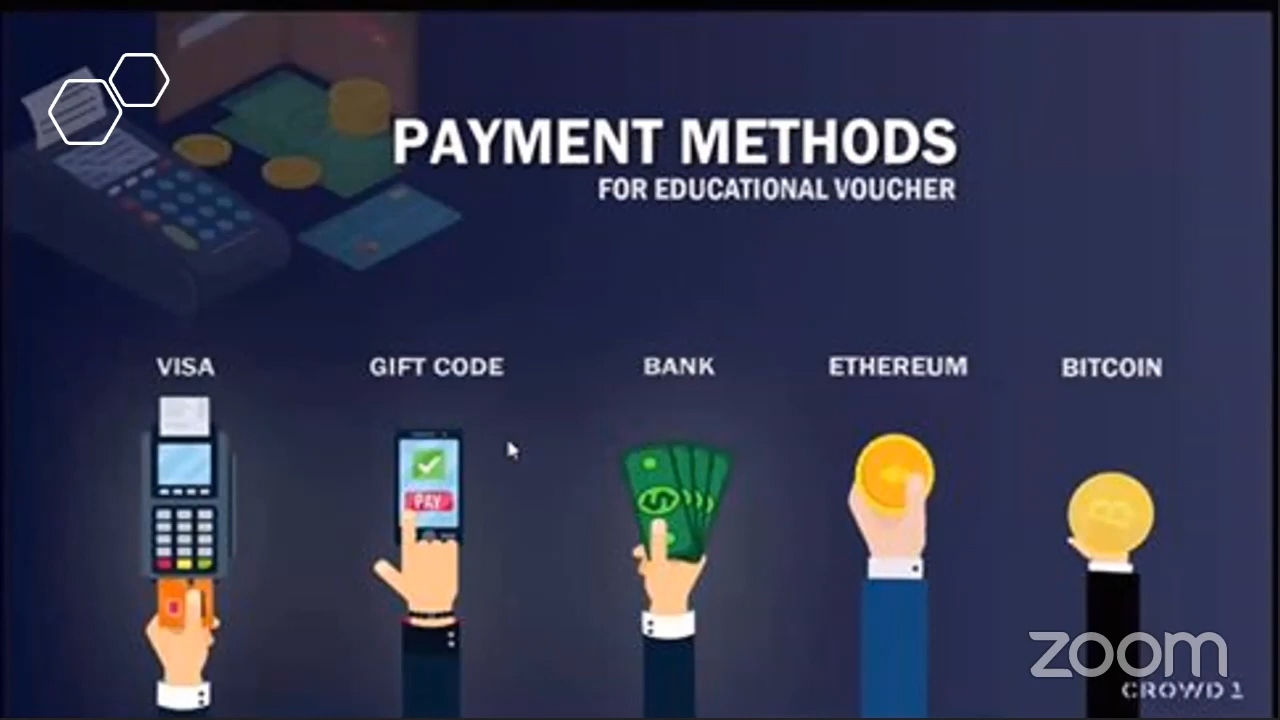 PAYMENT METHODS
FOR EDUCATIONAL VOUCHER
VISA
GIFT CODE
BANK
ETHEREUM
BITCOIN
PAY
zoom
CROWD1